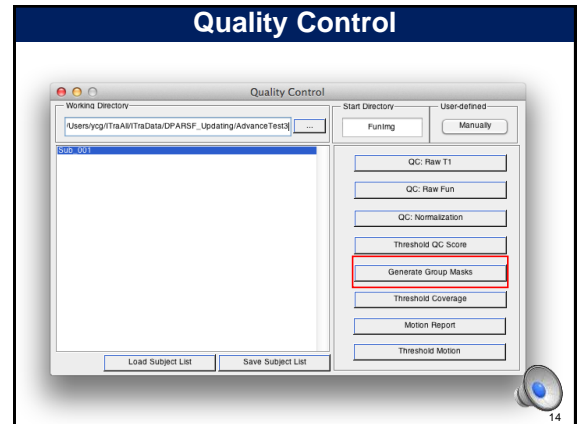 Quality Control
Quality Control
Working Directory
/Users/ycg/ITraAll/ITraData/DPARSF_Updating/AdvanceTest3
...
Start Directory
FunImg
User-defined
Manually
Sub_001
QC: Raw T1
QC: Raw Fun
QC: Normalization
Threshold QC Score
Generate Group Masks
Threshold Coverage
Motion Report
Threshold Motion
Load Subject List
Save Subject List
14